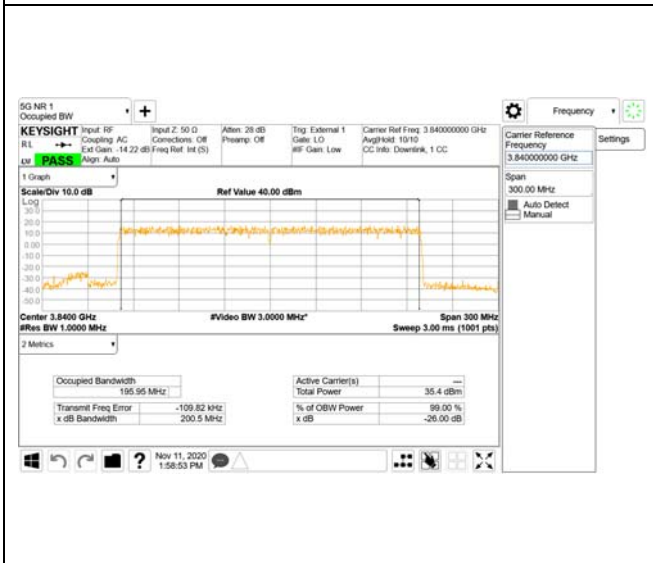 5G NR 1
Occupied BW
+
Frequency
KEYSIGHT Input: RF Input Z: 50 Ω Atten: 28 dB Trig: External 1 Carrier Ref Freq: 3.840000000 GHz
RL Coupling: AC Corrections: Off Preamp: Off Gate: LO Avg|Hold: 10/10
Ext Gain: -14.22 dB Freq Ref: Int (S) #IF Gain: Low CC Info: Downlink, 1 CC
PASS Align: Auto
Carrier Reference
Frequency
3.840000000 GHz
Settings
Span
300.00 MHz
Auto Detect
Manual
1 Graph
Scale/Div 10.0 dB Ref Value 40.00 dBm
Log
30.0
20.0
10.0
0.00
-10.0
-20.0
-30.0
-40.0
-50.0
Center 3.8400 GHz #Video BW 3.0000 MHz* Span 300 MHz
#Res BW 1.0000 MHz Sweep 3.00 ms (1001 pts)
2 Metrics
Occupied Bandwidth
195.95 MHz
Active Carrier(s) ---
Total Power 35.4 dBm
Transmit Freq Error -109.82 kHz
x dB Bandwidth 200.5 MHz
% of OBW Power 99.00 %
x dB -26.00 dB
? Nov 11, 2020
1:58:53 PM